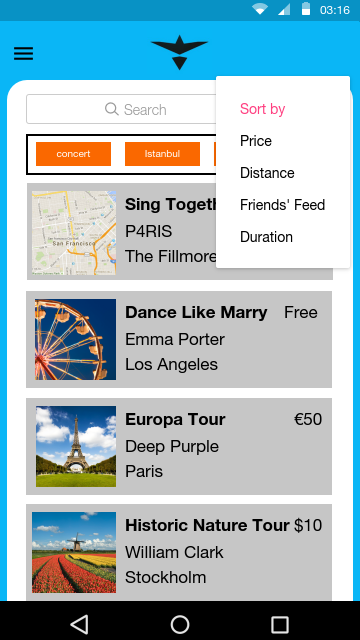 03:16
Search
Sort by
Price
Distance
Friends' Feed
Duration
concert
Istanbul
San Francisco
P4RIS
The Fillmore
Dance Like Marry Free
Emma Porter
Los Angeles
Europa Tour €50
Deep Purple
Paris
Historic Nature Tour $10
William Clark
Stockholm